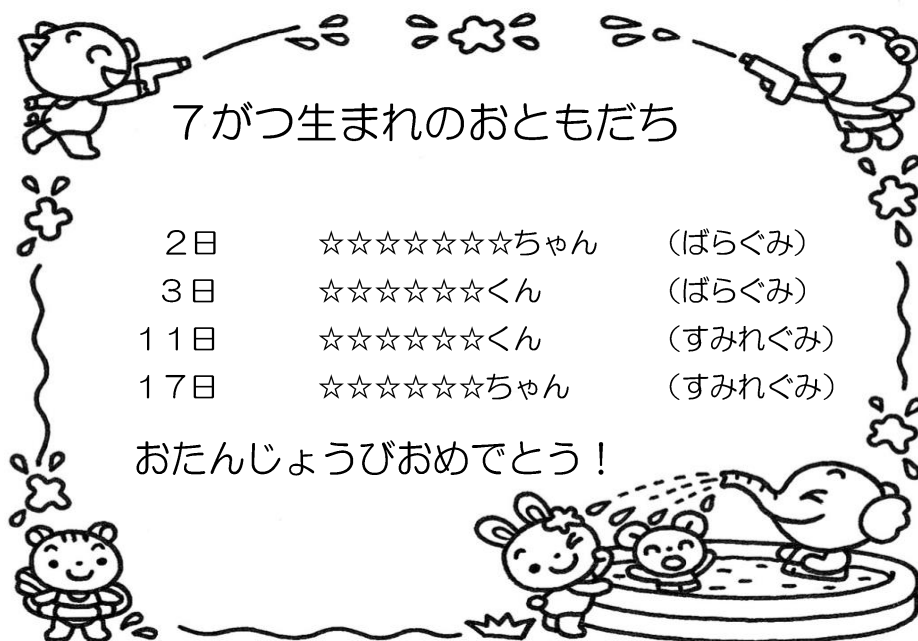 ７がつ生まれのおともだち
２日 ☆☆☆☆☆☆☆ちゃん （ばらぐみ）
３日 ☆☆☆☆☆☆くん （ばらぐみ）
１１日 ☆☆☆☆☆☆くん （すみれぐみ）
１７日 ☆☆☆☆☆☆ちゃん （すみれぐみ）
おたんじょうびおめでとう！